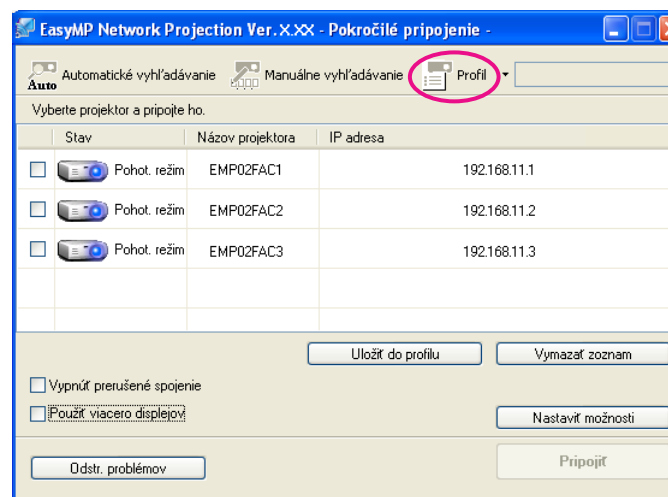 EasyMP Network Projection Ver.X.XX - Pokročilé pripojenie -
Auto Automatické vyhľadávanie Manuálne vyhľadávanie Profil
Vyberte projektor a pripojte ho.
Stav Názov projektora IP adresa
Pohot. režim EMP02FAC1 192.168.11.1
Pohot. režim EMP02FAC2 192.168.11.2
Pohot. režim EMP02FAC3 192.168.11.3
Uložiť do profilu Vymazať zoznam
Vypnúť prerušené spojenie
Použiť viacero displejov
Nastaviť možnosti
Odstr. problémov Pripojiť